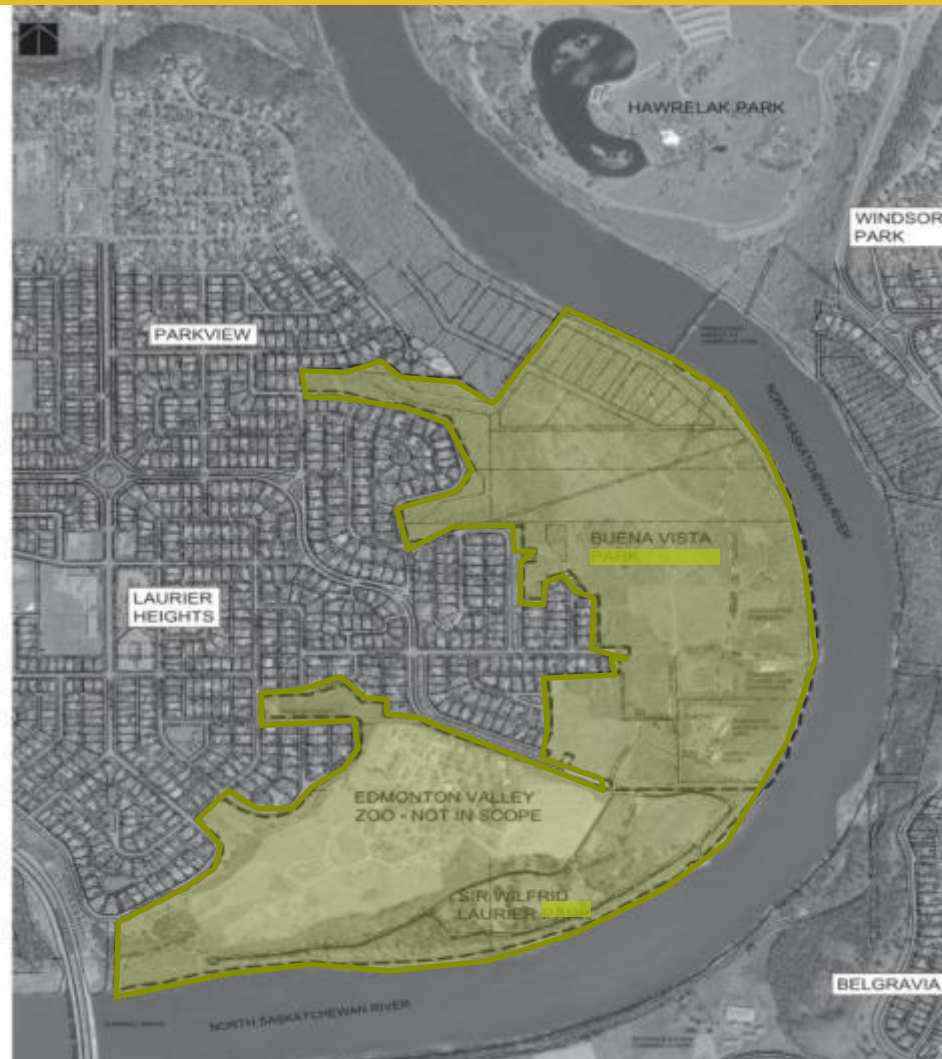 HAWRELAK PARK
WINDSOR
PARK
PARKVIEW
NORTH SASKATCHEWAN RIVER
BUENA VISTA
PARK
LAURIER
HEIGHTS
EDMONTON VALLEY
ZOO - NOT IN SCOPE
SIR WILFRID
LAURIER PARK
BELGRAVIA
NORTH SASKATCHEWAN RIVER